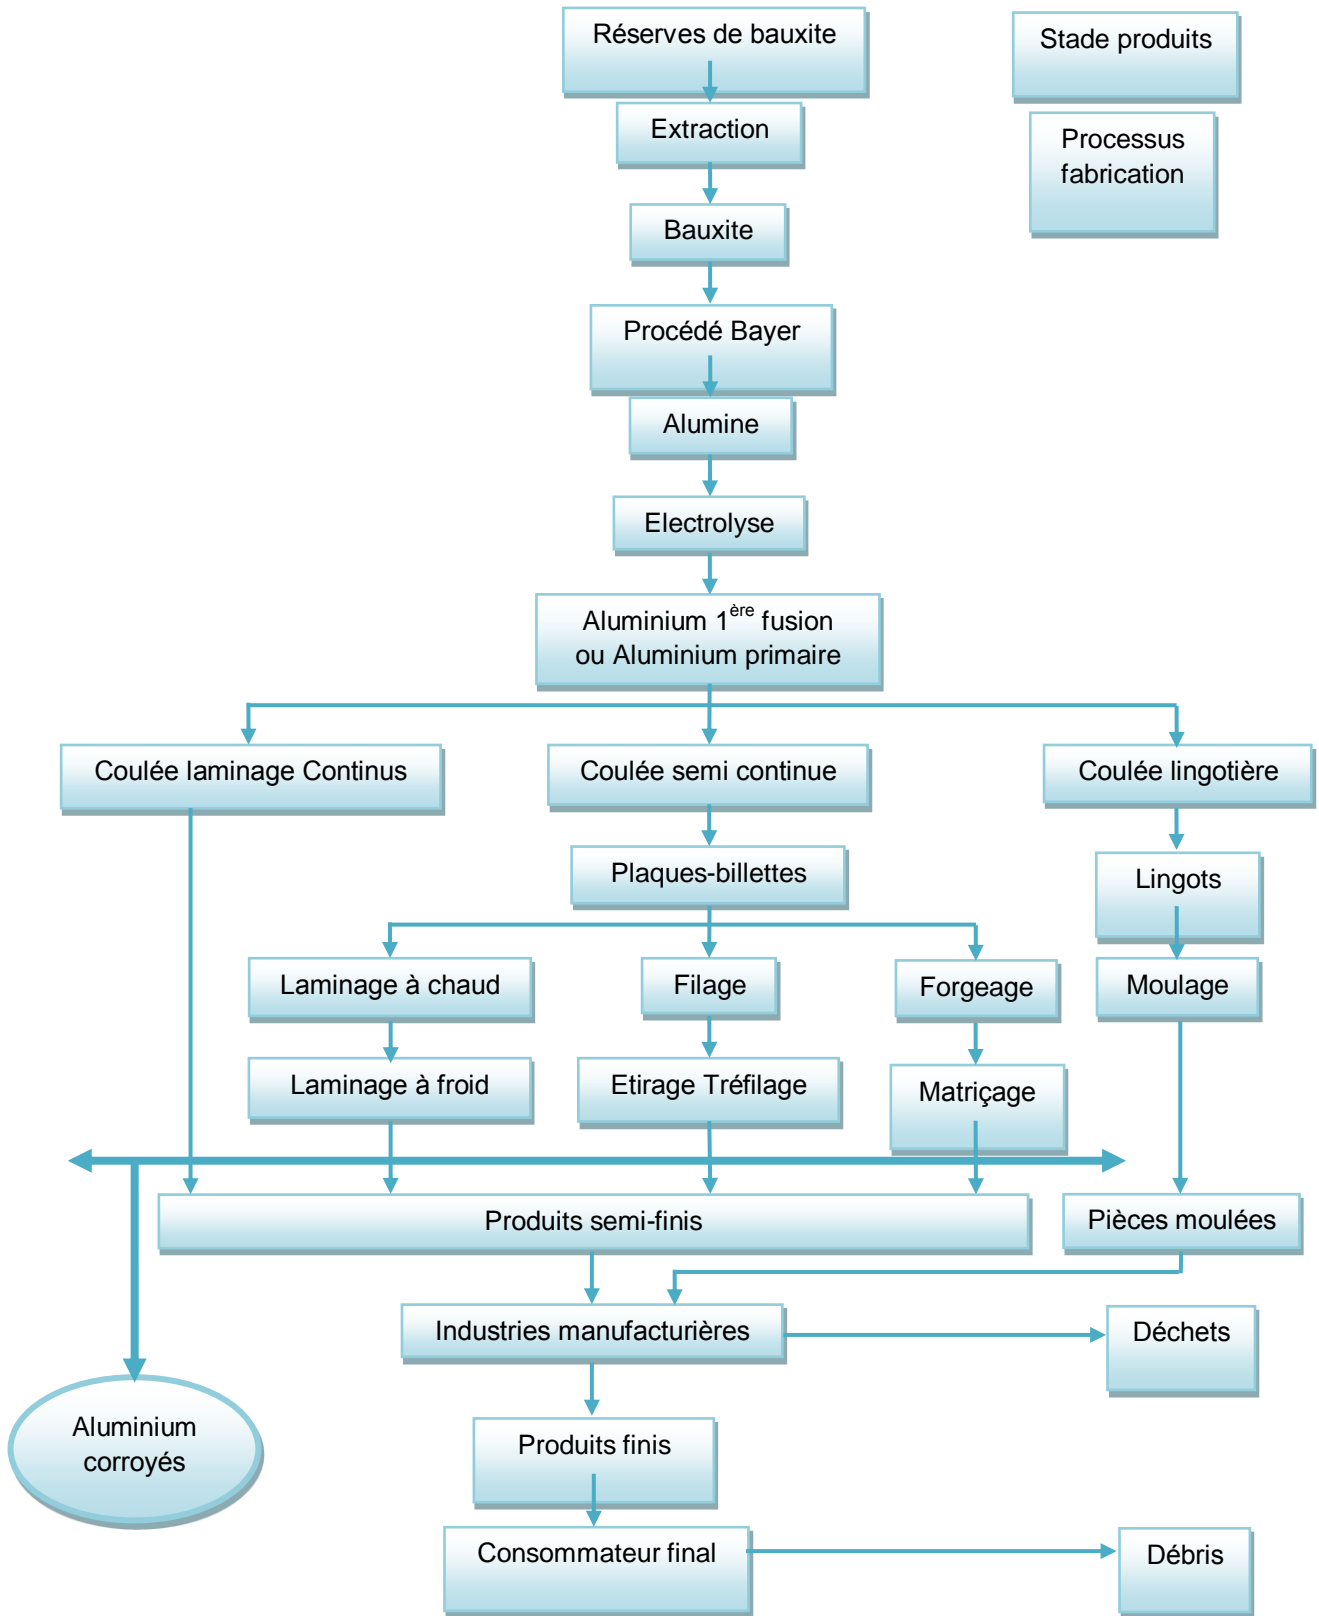 Réserves de bauxite
Stade produits
Extraction
Processus
fabrication
Bauxite
Procédé Bayer
Alumine
Electrolyse
Aluminium 1ère fusion
ou Aluminium primaire
Coulée laminage Continus
Coulée semi continue
Coulée lingotière
Plaques-billettes
Lingots
Laminage à chaud
Filage
Forgeage
Moulage
Laminage à froid
Etirage Tréfilage
Matriçage
Produits semi-finis
Pièces moulées
Industries manufacturières
Déchets
Aluminium
corroyés
Produits finis
Consommateur final
Débris